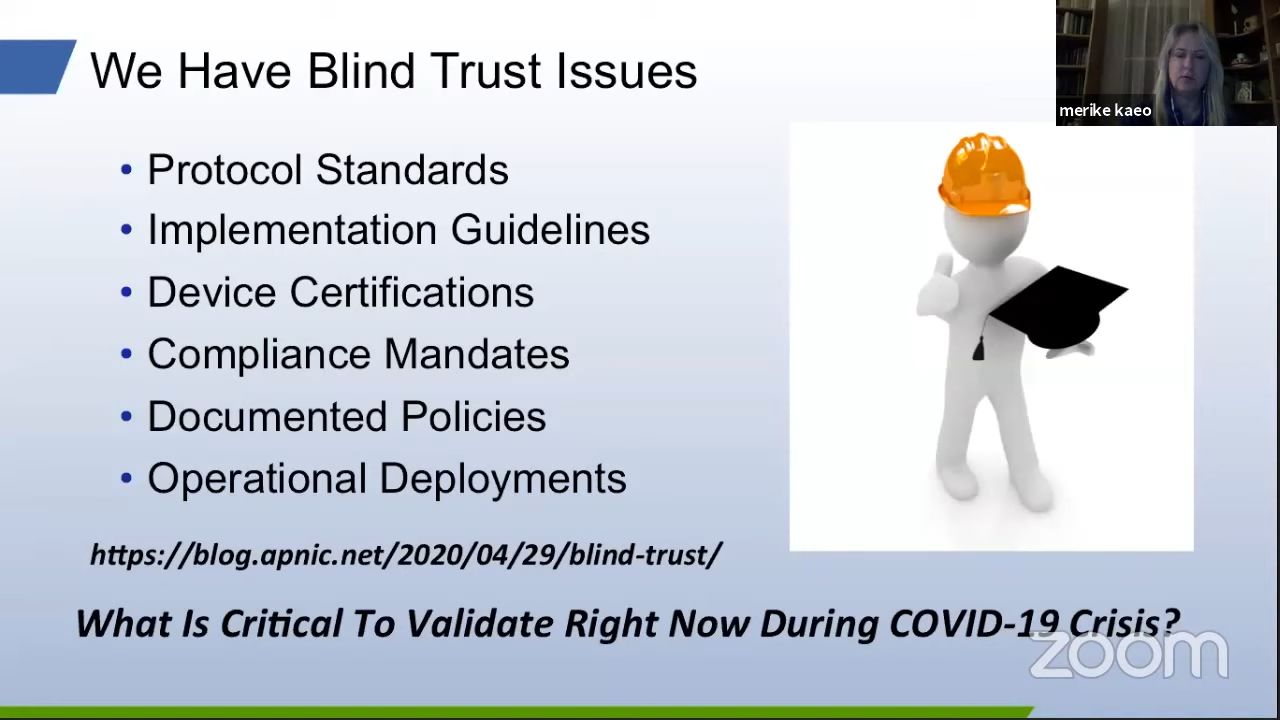 We Have Blind Trust Issues
merike kaeo
• Protocol Standards
• Implementation Guidelines
• Device Certifications
• Compliance Mandates
• Documented Policies
• Operational Deployments
https://blog.apnic.net/2020/04/29/blind-trust/
What Is Critical To Validate Right Now During COVID-19 Crisis?
zoom